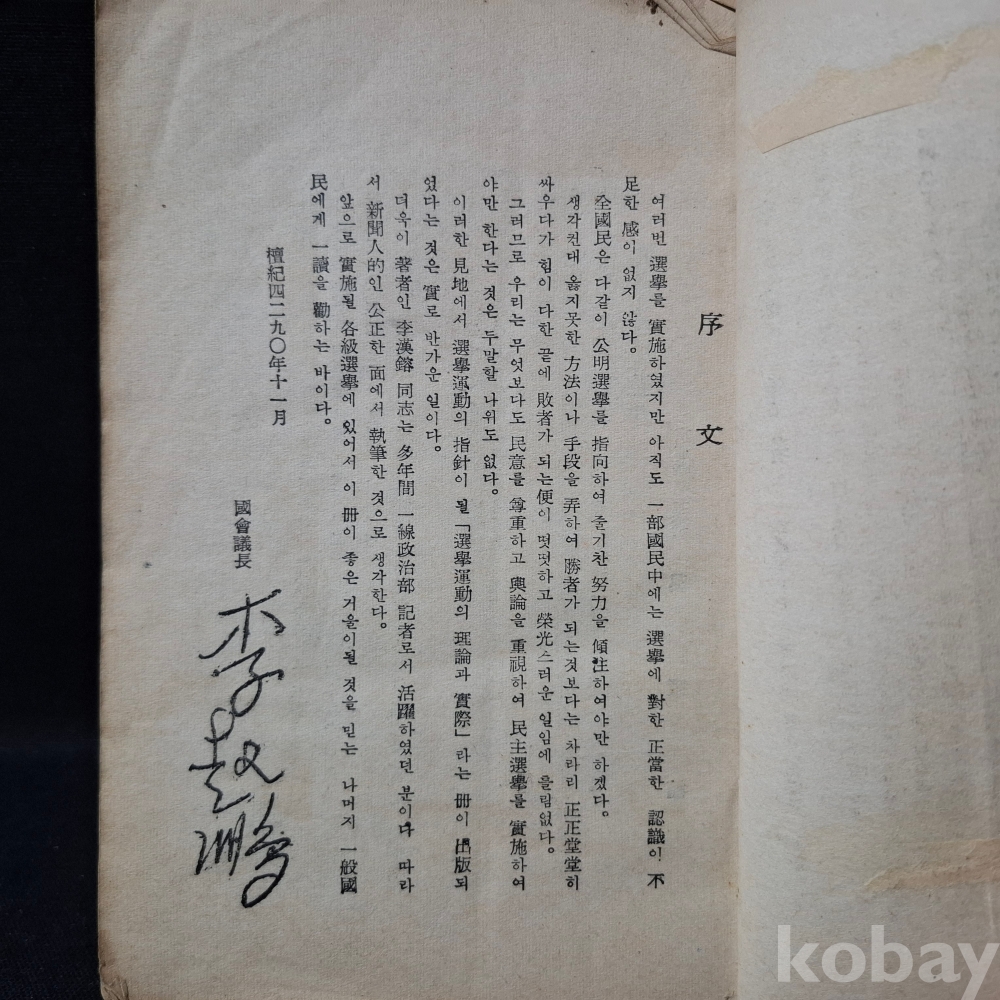 序文
여러번 選擧를 實施하였지만 아직도 一部國民中에는 選擧에 對한 正當한 認識이 不
足한 感이 없지 않다。
全國民은 다같이 公明選擧를 指向하여 줄기찬 努力을 傾注하여야만 하겠다。
생각컨대 옳지못한 方法이나 手段을 弄하여 勝者가 되는것보다는 차라리 正正堂堂히
싸우다가 힘이 다한 끝에 敗者가 되는便이 떳떳하고 榮光스러운 일임에 틀림없다。
그러므로 우리는 무엇보다도 民意를 尊重하고 輿論을 重視하여 民主選擧를 實施하여
야만 한다는 것은 두말할 나위도 없다。
이러한 見地에서 選擧運動의 指針이 될「選擧運動의 理論과 實際」라는 册이 出版되
었다는 것은 實로 반가운 일이다。
더욱이 著者인 李漢鎔 同志는 多年間 一線政治部 記者로서 活躍하였던 분이다 따라
서 新聞人的인 公正한 面에서 執筆한 것으로 생각한다。
앞으로 實施될 各級選擧에 있어서 이 册이 좋은 거울이될 것을 믿는 나머지 一般國
民에게 一讀을 勸하는 바이다。
檀紀四二九〇年十一月
國會議長
李起鵬
kobay